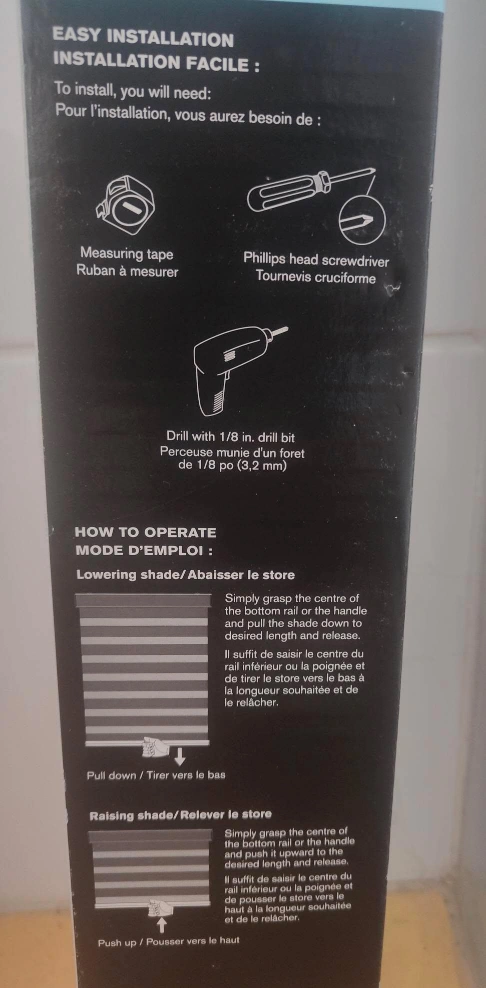 EASY INSTALLATION
INSTALLATION FACILE :
To install, you will need:
Pour l'installation, vous aurez besoin de :
Measuring tape
Ruban à mesurer
Phillips head screwdriver
Tournevis cruciforme
Drill with 1/8 in. drill bit
Perceuse munie d'un foret
de 1/8 po (3,2 mm)
HOW TO OPERATE
MODE D'EMPLOI :
Lowering shade/Abaisser le store
Simply grasp the centre of
the bottom rail or the handle
and pull the shade down to
desired length and release.
Il suffit de saisir le centre du
rail inférieur ou la poignée et
de tirer le store vers le bas à
la longueur souhaitée et de
le relâcher.
Pull down / Tirer vers le bas
Raising shade/Relever le store
Simply grasp the centre of
the bottom rail or the handle
and push it upward to the
desired length and release.
Il suffit de saisir le centre du
rail inférieur ou la poignée et
de pousser le store vers le
haut à la longueur souhaitée
et de le relâcher.
Push up / Pousser vers le haut